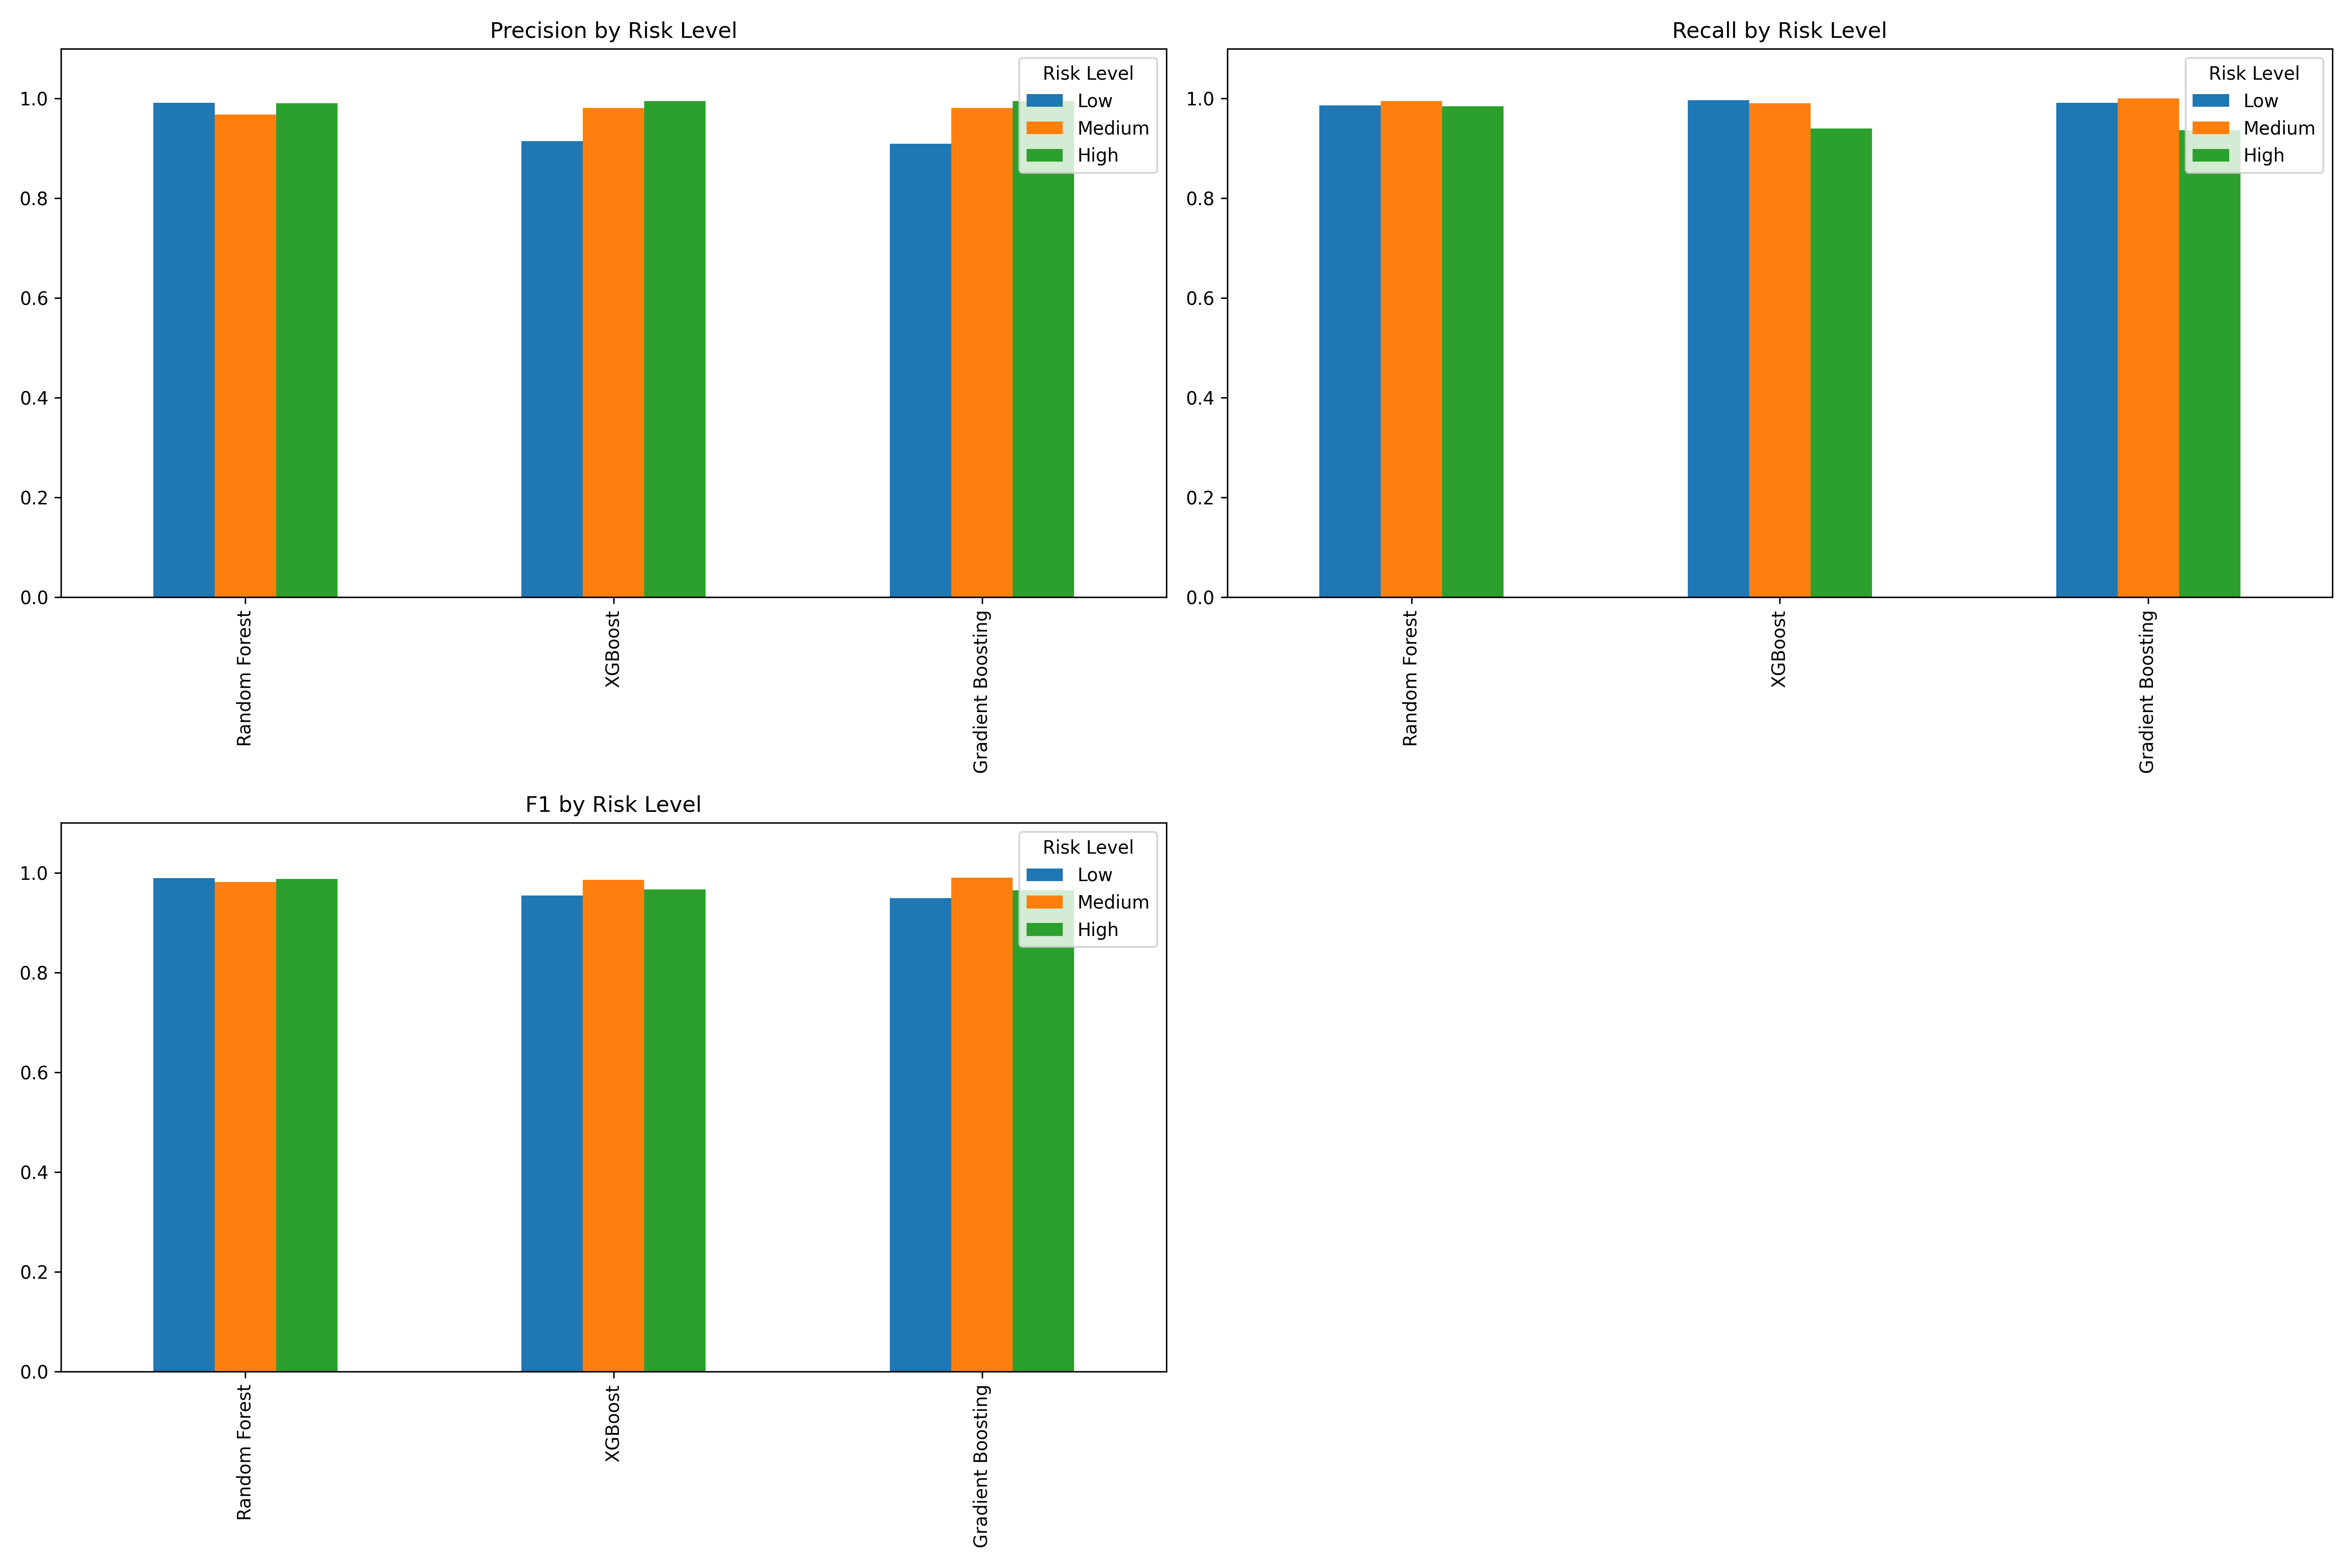 Precision by Risk Level
1.0
0.8
0.6
0.4
0.2
0.0
Risk Level
Low
Medium
High
Random Forest
XGBoost
Gradient Boosting
Recall by Risk Level
1.0
0.8
0.6
0.4
0.2
0.0
Risk Level
Low
Medium
High
Random Forest
XGBoost
Gradient Boosting
F1 by Risk Level
1.0
0.8
0.6
0.4
0.2
0.0
Risk Level
Low
Medium
High
Random Forest
XGBoost
Gradient Boosting